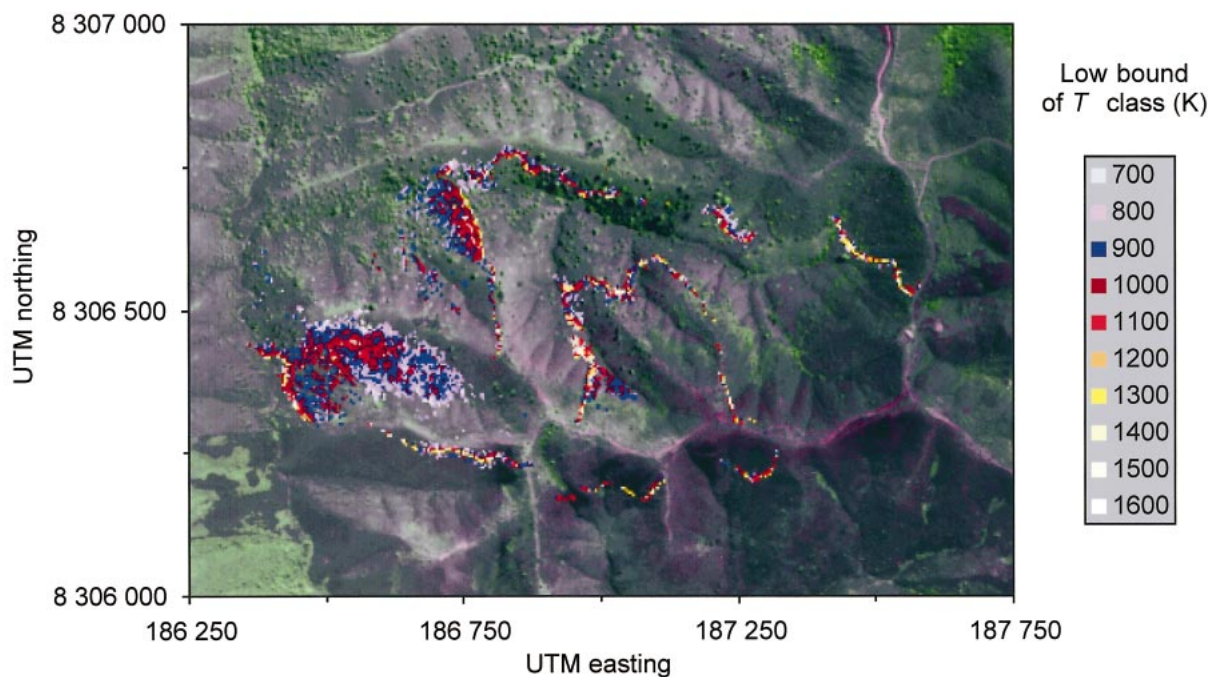 8 307 000
8 306 500
8 306 000
UTM northing
186 250
186 750
187 250
187 750
UTM easting
Low bound
of T class (K)
700
800
900
1000
1100
1200
1300
1400
1500
1600